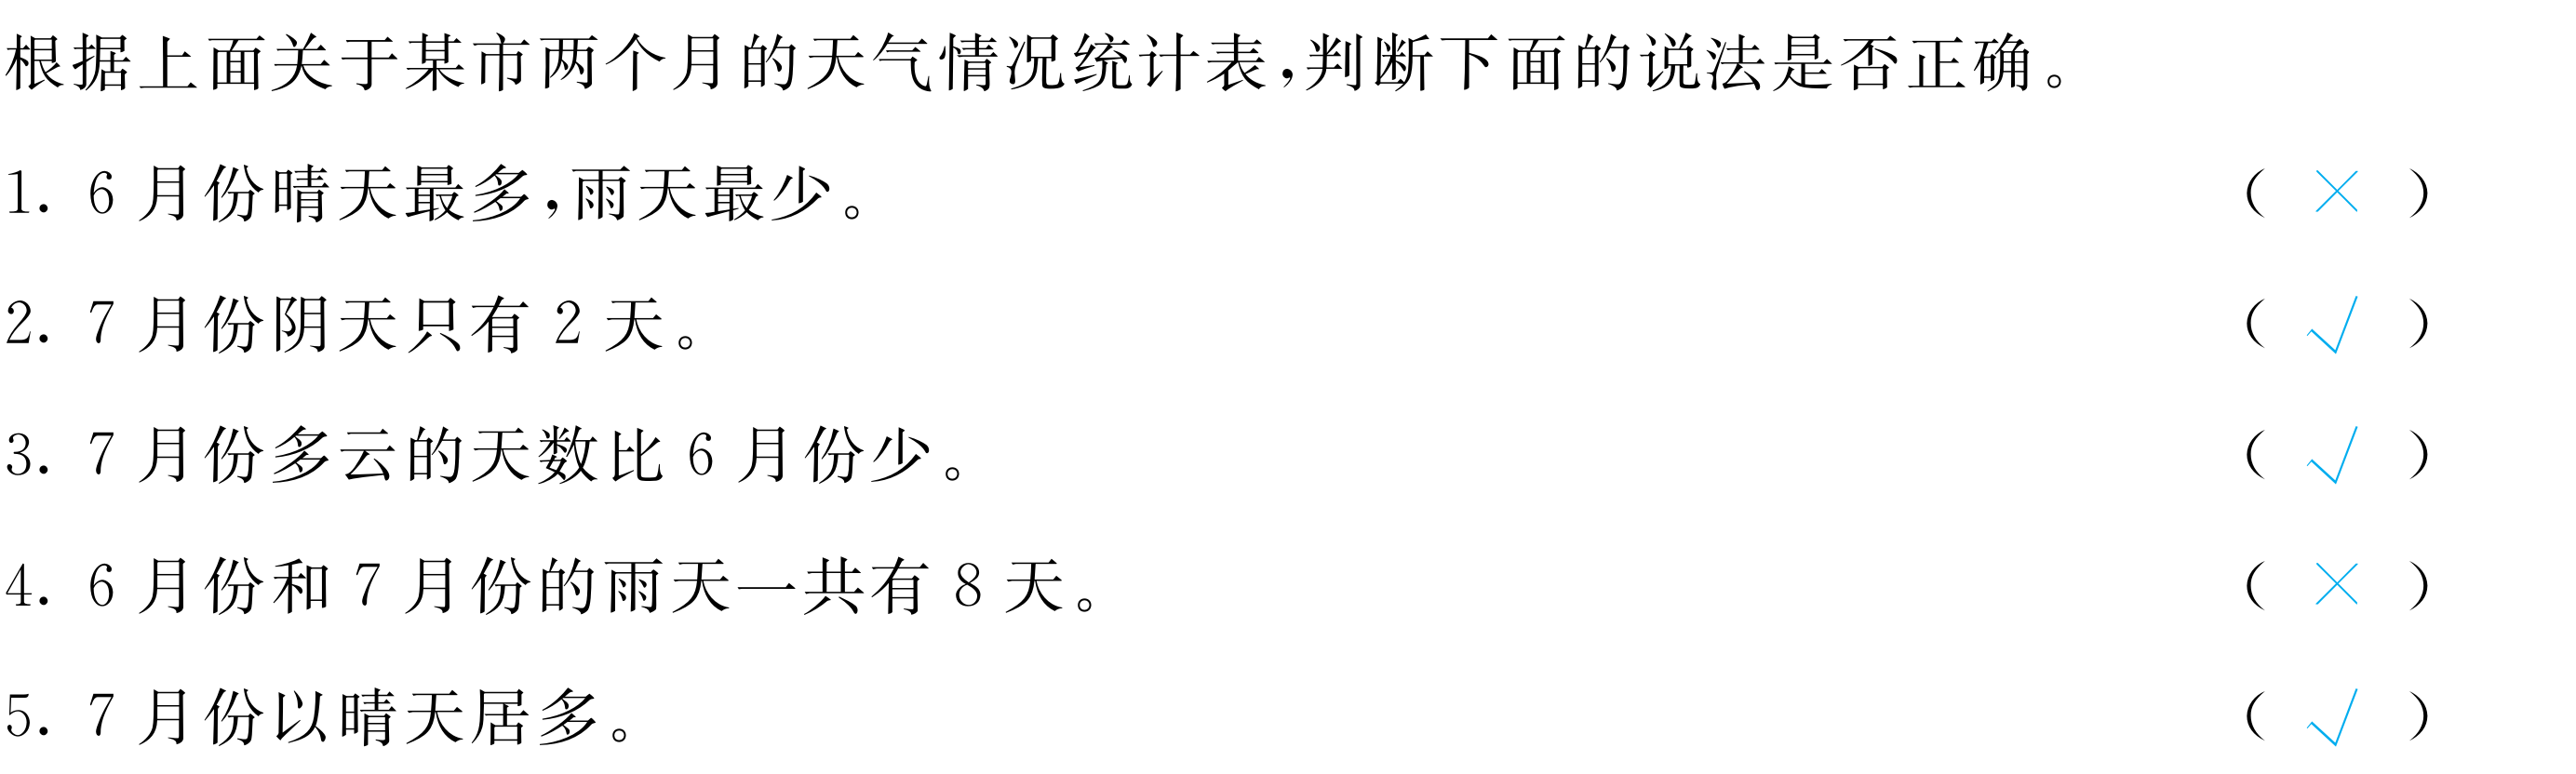 根据上面关于某市两个月的天气情况统计表,判断下面的说法是否正确。
1. 6 月份晴天最多,雨天最少。 ( × )
2. 7 月份阴天只有 2 天。 ( √ )
3. 7 月份多云的天数比 6 月份少。 ( √ )
4. 6 月份和 7 月份的雨天一共有 8 天。 ( × )
5. 7 月份以晴天居多。 ( √ )